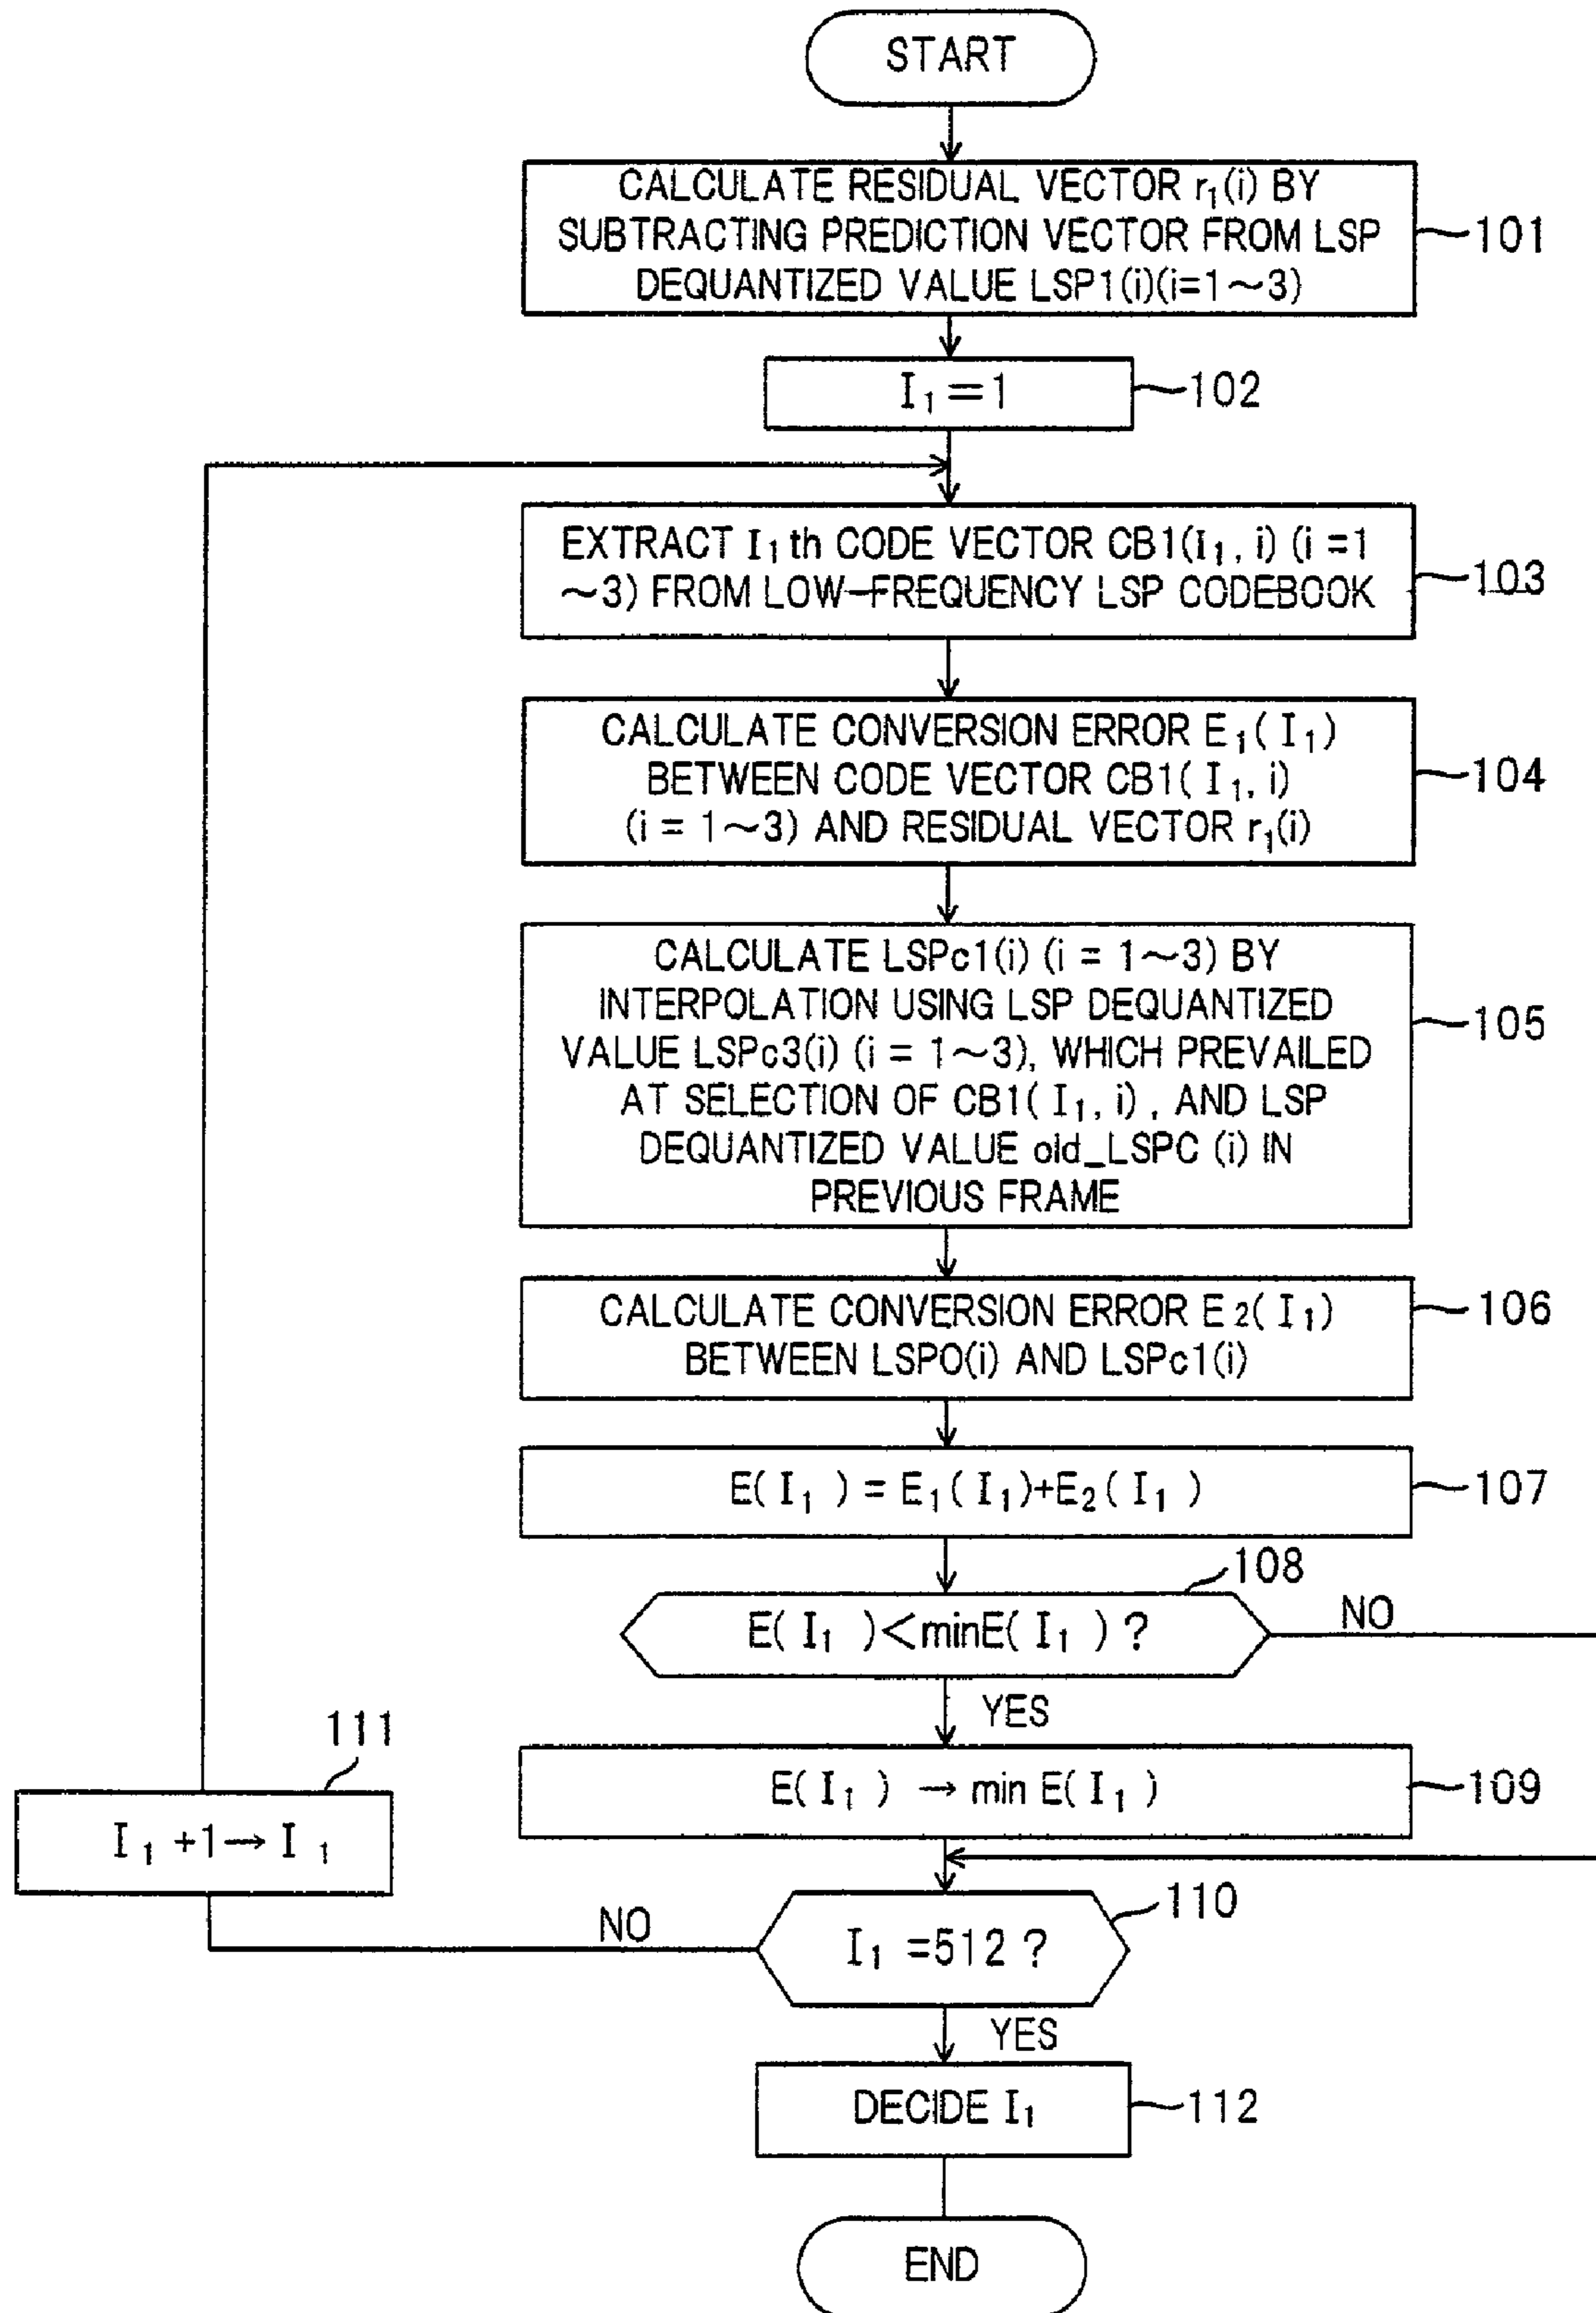 START
CALCULATE RESIDUAL VECTOR r₁(i) BY
SUBTRACTING PREDICTION VECTOR FROM LSP
DEQUANTIZED VALUE LSP1(i)(i=1~3)
101
I₁=1
102
EXTRACT I₁th CODE VECTOR CB1(I₁, i) (i =1
~3) FROM LOW-FREQUENCY LSP CODEBOOK
103
CALCULATE CONVERSION ERROR E₁(I₁)
BETWEEN CODE VECTOR CB1(I₁, i)
(i = 1~3) AND RESIDUAL VECTOR r₁(i)
104
CALCULATE LSPc1(i) (i = 1~3) BY
INTERPOLATION USING LSP DEQUANTIZED
VALUE LSPc3(i) (i = 1~3), WHICH PREVAILED
AT SELECTION OF CB1(I₁, i), AND LSP
DEQUANTIZED VALUE old_LSPC (i) IN
PREVIOUS FRAME
105
CALCULATE CONVERSION ERROR E₂(I₁)
BETWEEN LSP0(i) AND LSPc1(i)
106
E(I₁) = E₁(I₁)+E₂(I₁)
107
108
E(I₁)<minE(I₁)?
NO
YES
E(I₁) → min E(I₁)
109
111
I₁+1→I₁
110
I₁=512?
NO
YES
DECIDE I₁
112
END